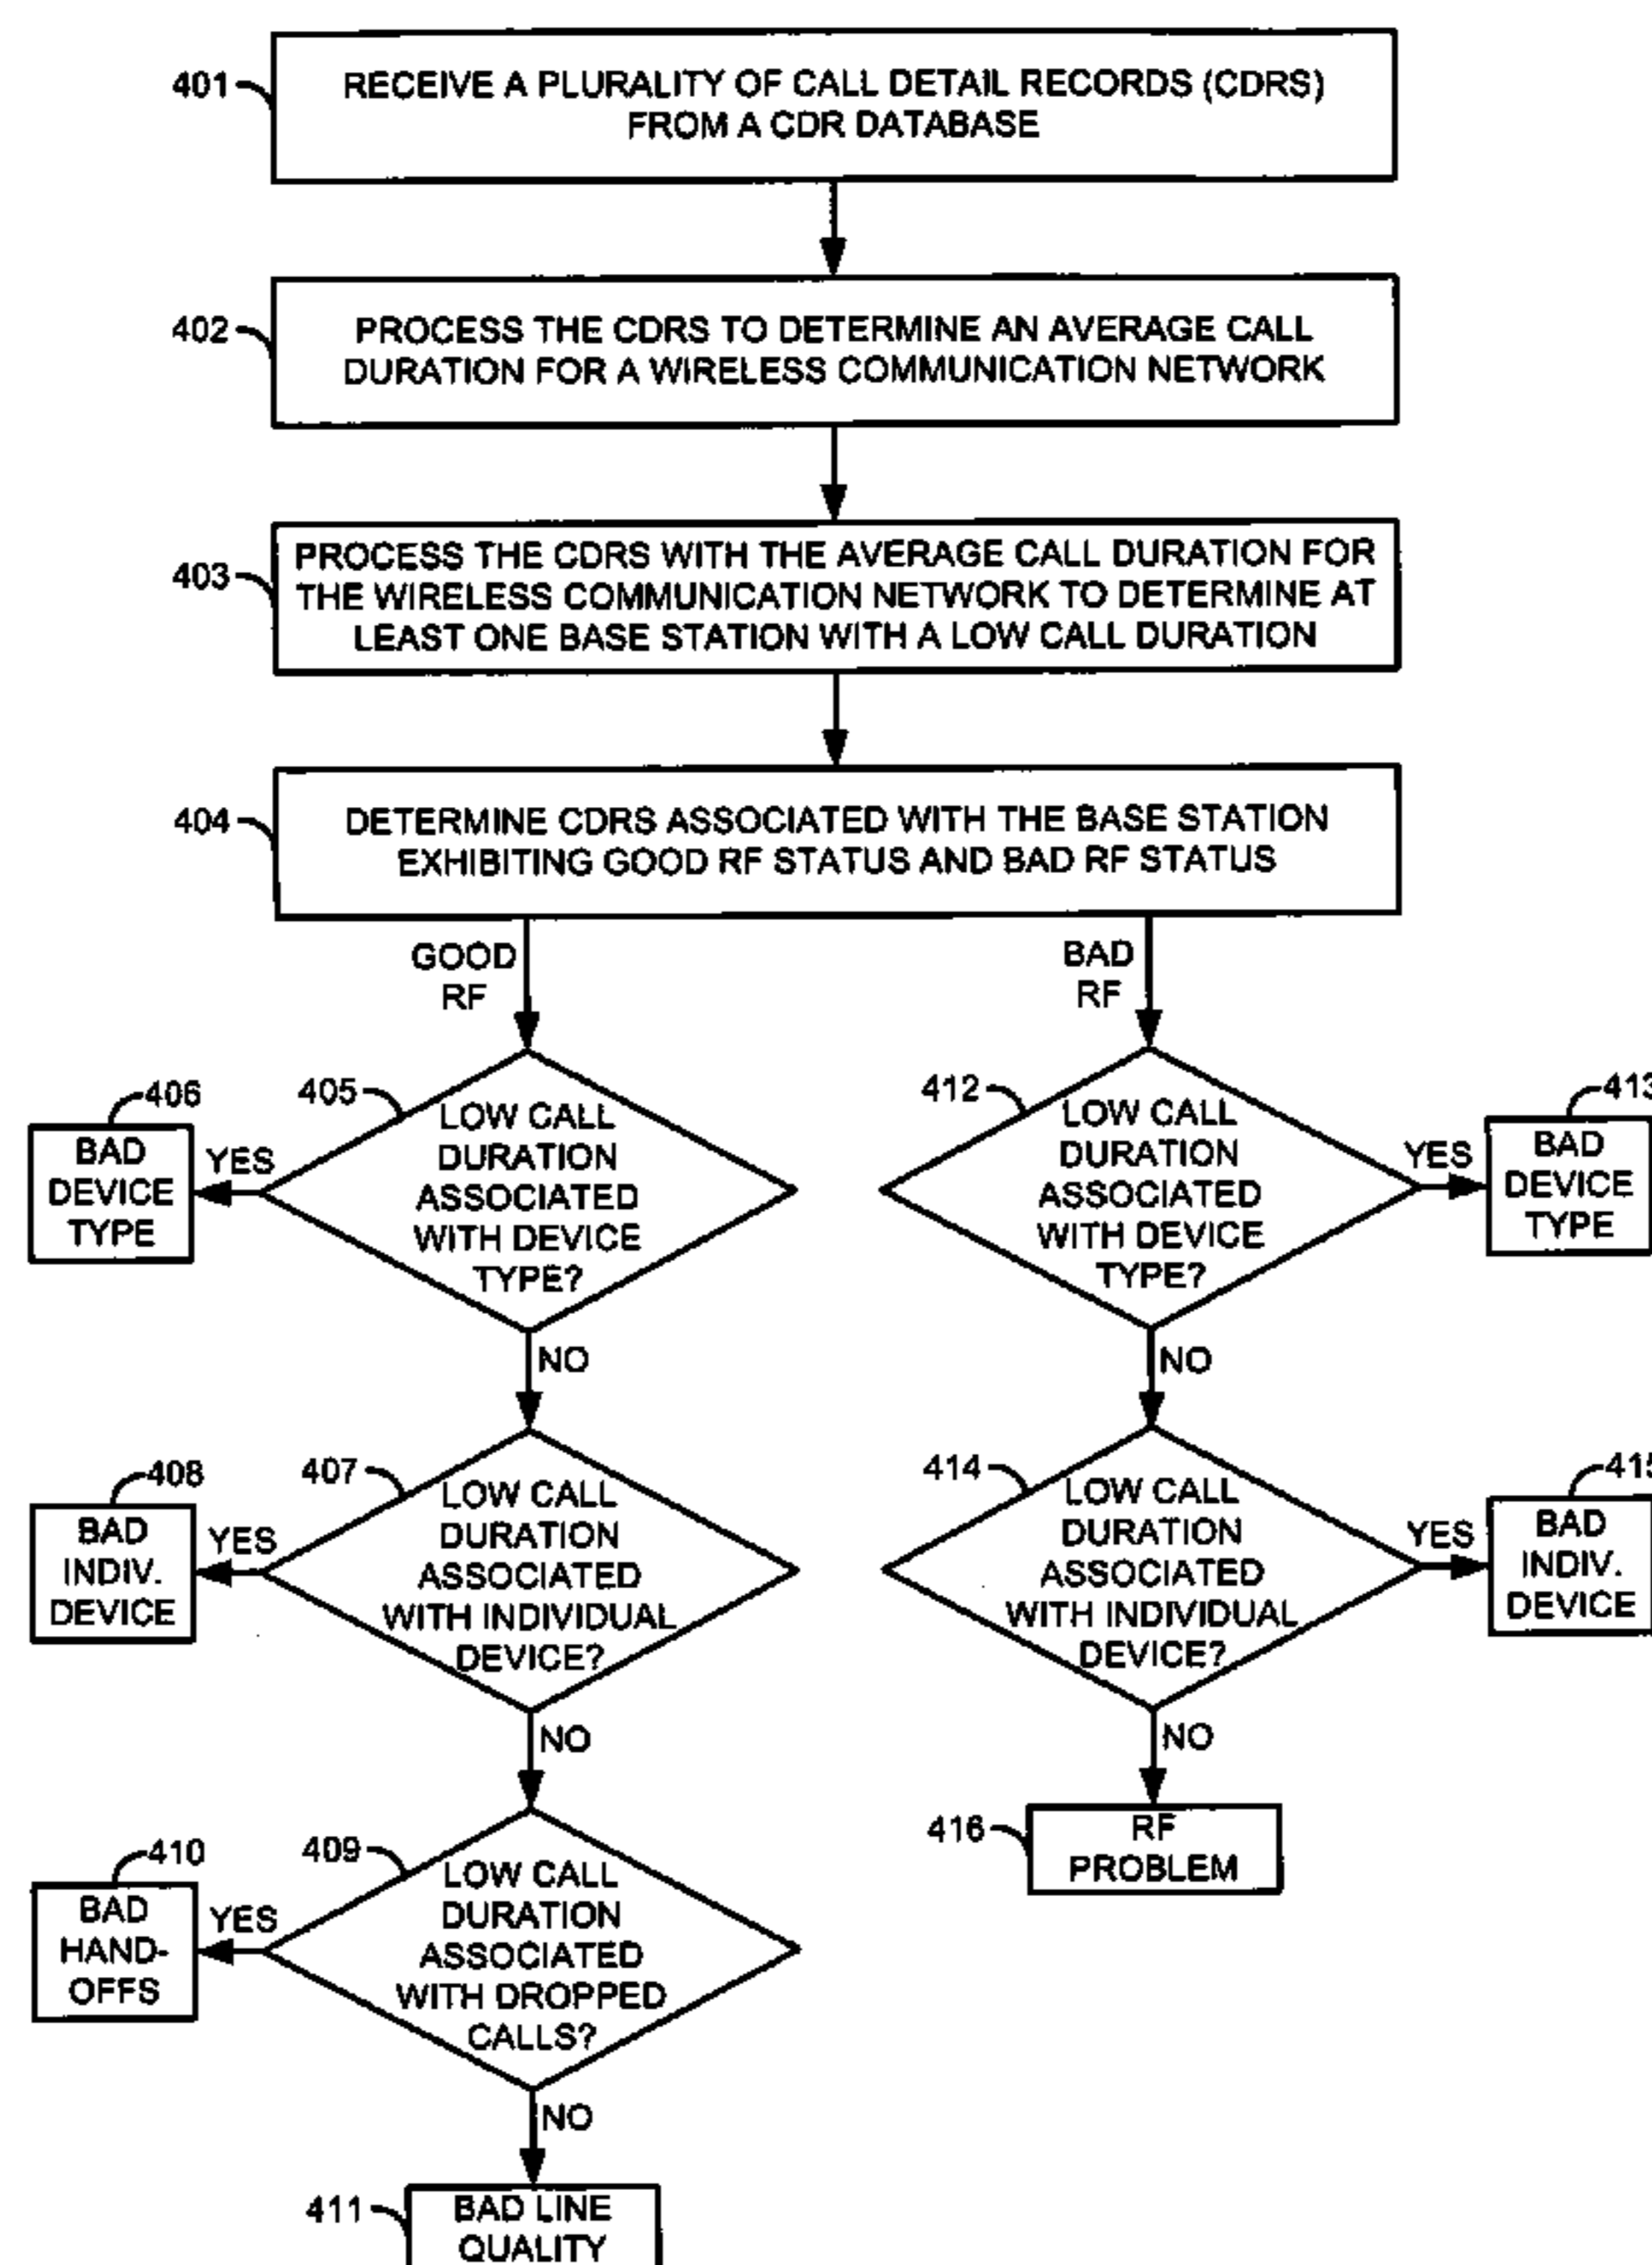 401
RECEIVE A PLURALITY OF CALL DETAIL RECORDS (CDRS)
FROM A CDR DATABASE
402
PROCESS THE CDRS TO DETERMINE AN AVERAGE CALL
DURATION FOR A WIRELESS COMMUNICATION NETWORK
403
PROCESS THE CDRS WITH THE AVERAGE CALL DURATION FOR
THE WIRELESS COMMUNICATION NETWORK TO DETERMINE AT
LEAST ONE BASE STATION WITH A LOW CALL DURATION
404
DETERMINE CDRS ASSOCIATED WITH THE BASE STATION
EXHIBITING GOOD RF STATUS AND BAD RF STATUS
GOOD
RF
BAD
RF
405
LOW CALL
DURATION
ASSOCIATED
WITH DEVICE
TYPE?
YES
406
BAD
DEVICE
TYPE
NO
407
LOW CALL
DURATION
ASSOCIATED
WITH INDIVIDUAL
DEVICE?
YES
408
BAD
INDIV.
DEVICE
NO
409
LOW CALL
DURATION
ASSOCIATED
WITH DROPPED
CALLS?
YES
410
BAD
HAND-
OFFS
NO
411
BAD LINE
QUALITY
412
LOW CALL
DURATION
ASSOCIATED
WITH DEVICE
TYPE?
YES
413
BAD
DEVICE
TYPE
NO
414
LOW CALL
DURATION
ASSOCIATED
WITH INDIVIDUAL
DEVICE?
YES
415
BAD
INDIV.
DEVICE
NO
416
RF
PROBLEM